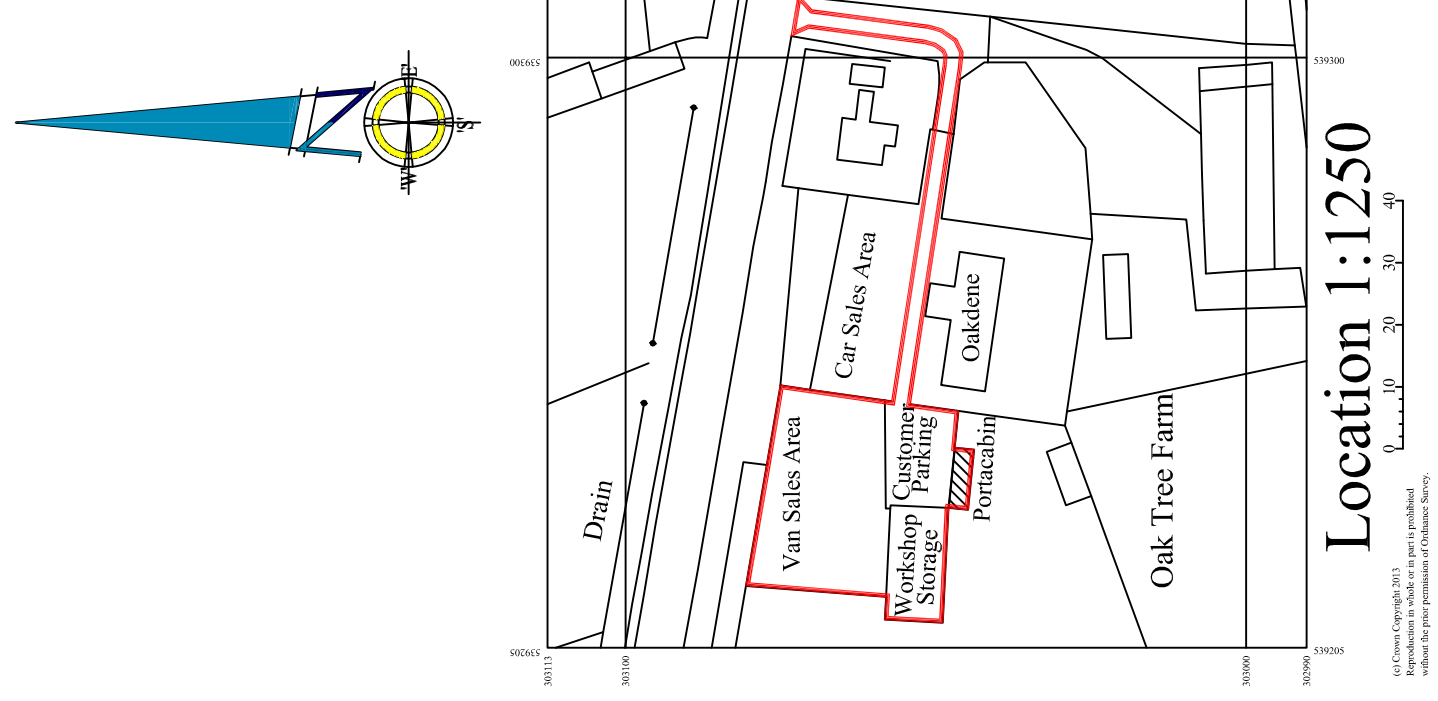 E
W
'S'
539300
539300
539205
539205
303113
303100
303000
302990
Drain
Van Sales Area
Car Sales Area
Customer
Parking
Workshop
Storage
Oakdene
Portacabin
Oak Tree Farm
Location 1:1250
0 10 20 30 40
(c) Crown Copyright 2013
Reproduction in whole or in part is prohibited
without the prior permission of Ordnance Survey.